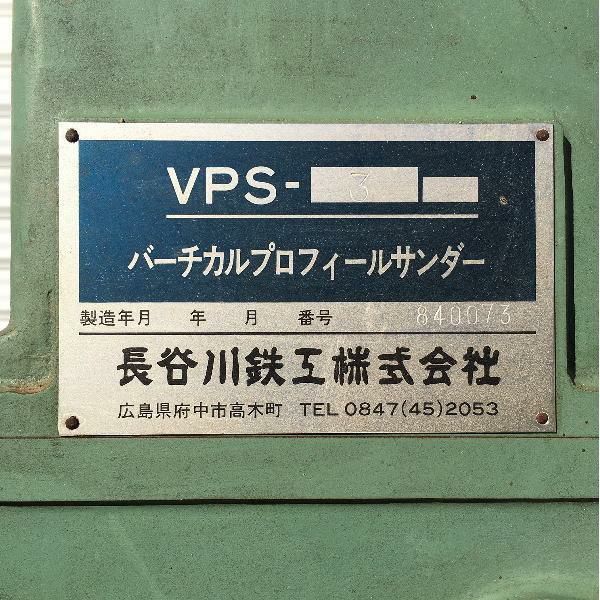 VPS-3
バーチカルプロフィールサンダー
製造年月 年 月 番号 840073
長谷川鉄工株式会社
広島県府中市高木町 TEL 0847(45)2053